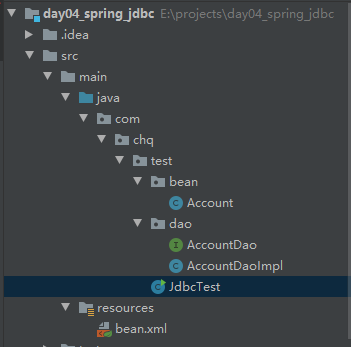 day04_spring_jdbc E:\projects\day04_spring_jdbc
.idea
src
main
java
com
chq
test
bean
C Account
dao
I AccountDao
C AccountDaoImpl
C JdbcTest
resources
bean.xml